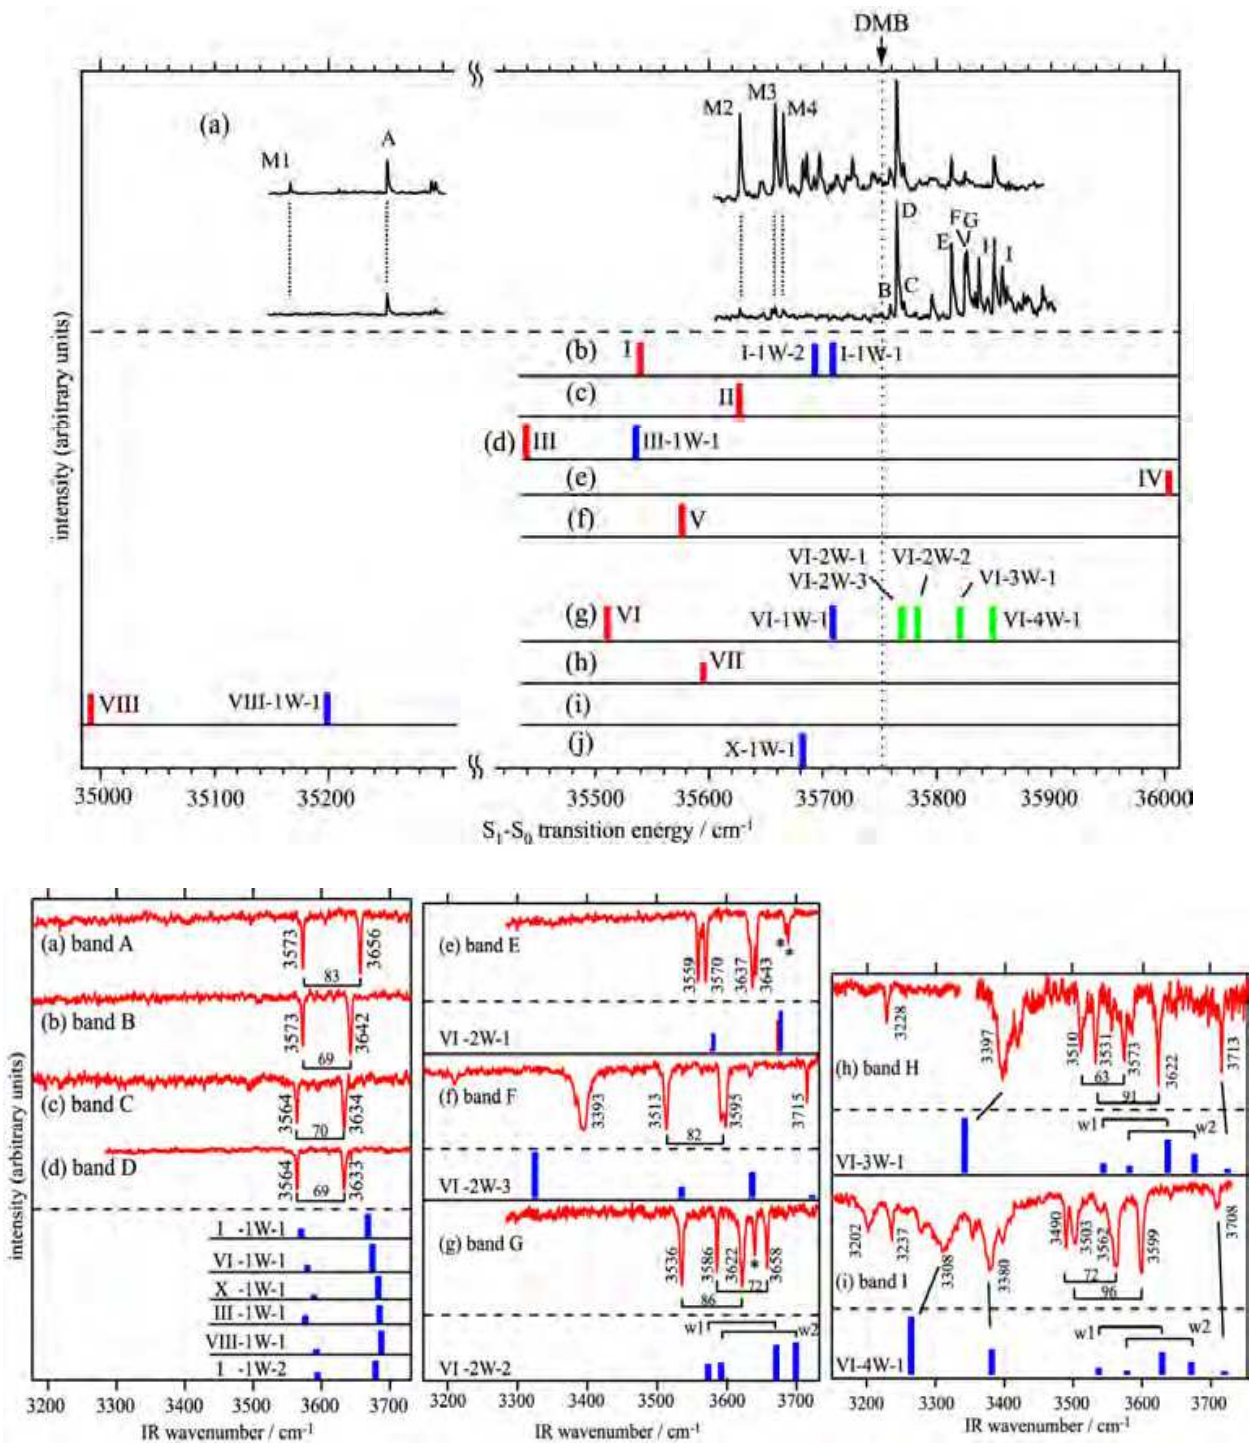 DMB
(a)
M1
A
M2
M3
M4
D
F
G
E
I
I
B
C
(b)
I
I-1W-2
I-1W-1
(c)
II
(d)
III
III-1W-1
(e)
IV
(f)
V
VI-2W-1
VI-2W-2
VI-2W-3
VI-3W-1
(g)
VI
VI-1W-1
VI-4W-1
(h)
VII
VIII
VIII-1W-1
(i)
(j)
X-1W-1
35000 35100 35200 35500 35600 35700 35800 35900 36000
S1-S0 transition energy / cm-1
intensity (arbitrary units)
(a) band A
3573
3656
83
(b) band B
3573
3642
69
(c) band C
3564
3634
70
(d) band D
3564
3633
69
I -1W-1
VI -1W-1
X -1W-1
III -1W-1
VIII-1W-1
I -1W-2
3200 3300 3400 3500 3600 3700
IR wavenumber / cm-1
intensity (arbitrary units)
3300 3400 3500 3600 3700
(e) band E
3559
3570
3637
3643
*
*
VI -2W-1
(f) band F
3393
3513
3595
3715
82
VI -2W-3
(g) band G
3536
3586
3622
*
3658
72
86
w1
w2
VI -2W-2
3200 3300 3400 3500 3600 3700
IR wavenumber / cm-1
3228
3397
3510
3531
3573
3622
3713
(h) band H
63
91
w1
w2
VI-3W-1
3202
3237
3308
3380
3490
3503
3562
3599
3708
(i) band I
72
96
w1
w2
VI-4W-1
3200 3300 3400 3500 3600 3700
IR wavenumber / cm-1